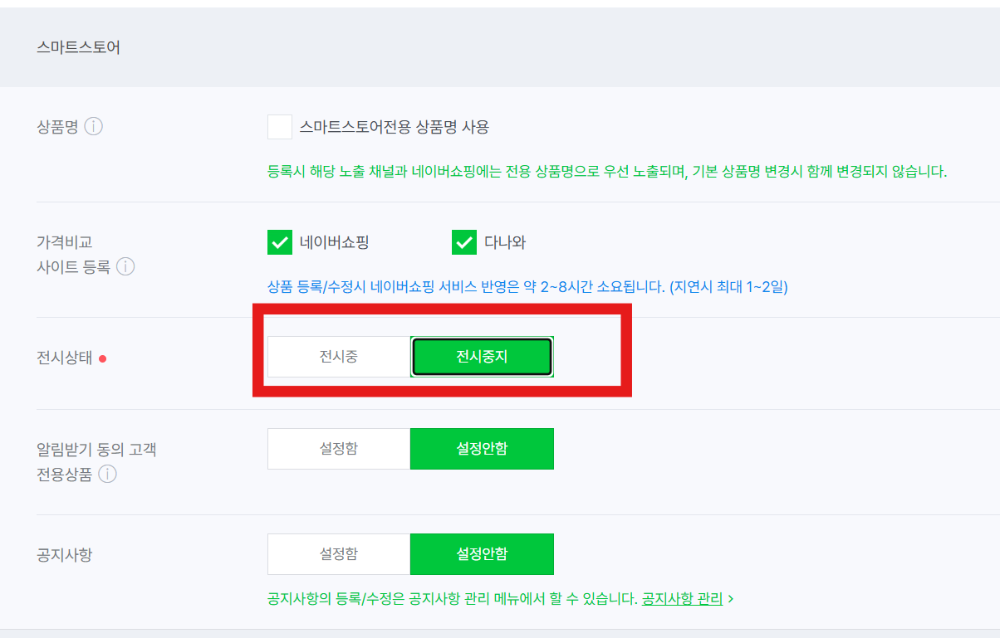 스마트스토어
상품명
스마트스토어전용 상품명 사용
등록시 해당 노출 채널과 네이버쇼핑에는 전용 상품명으로 우선 노출되며, 기본 상품명 변경시 함께 변경되지 않습니다.
가격비교
사이트 등록
네이버쇼핑 다나와
상품 등록/수정시 네이버쇼핑 서비스 반영은 약 2~8시간 소요됩니다. (지연시 최대 1~2일)
전시상태
전시중 전시중지
알림받기 동의 고객
전용상품
설정함 설정안함
공지사항
설정함 설정안함
공지사항의 등록/수정은 공지사항 관리 메뉴에서 할 수 있습니다. 공지사항 관리 >